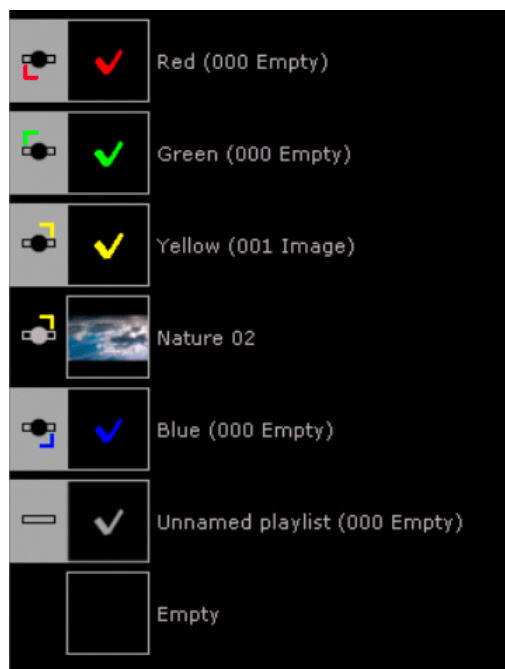 Red (000 Empty)
Green (000 Empty)
Yellow (001 Image)
Nature 02
Blue (000 Empty)
Unnamed playlist (000 Empty)
Empty